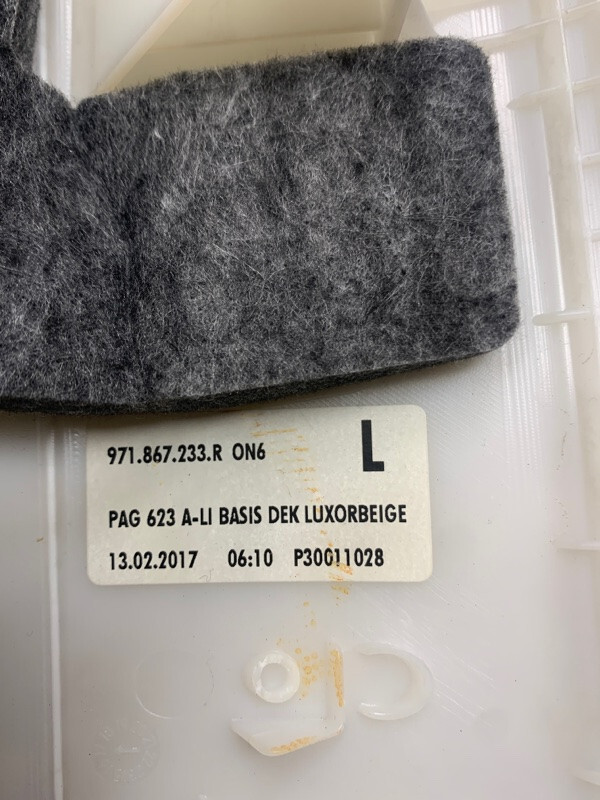 971.867.233.R ON6 L
PAG 623 A-LI BASIS DEK LUXORBEIGE
13.02.2017 06:10 P30011028